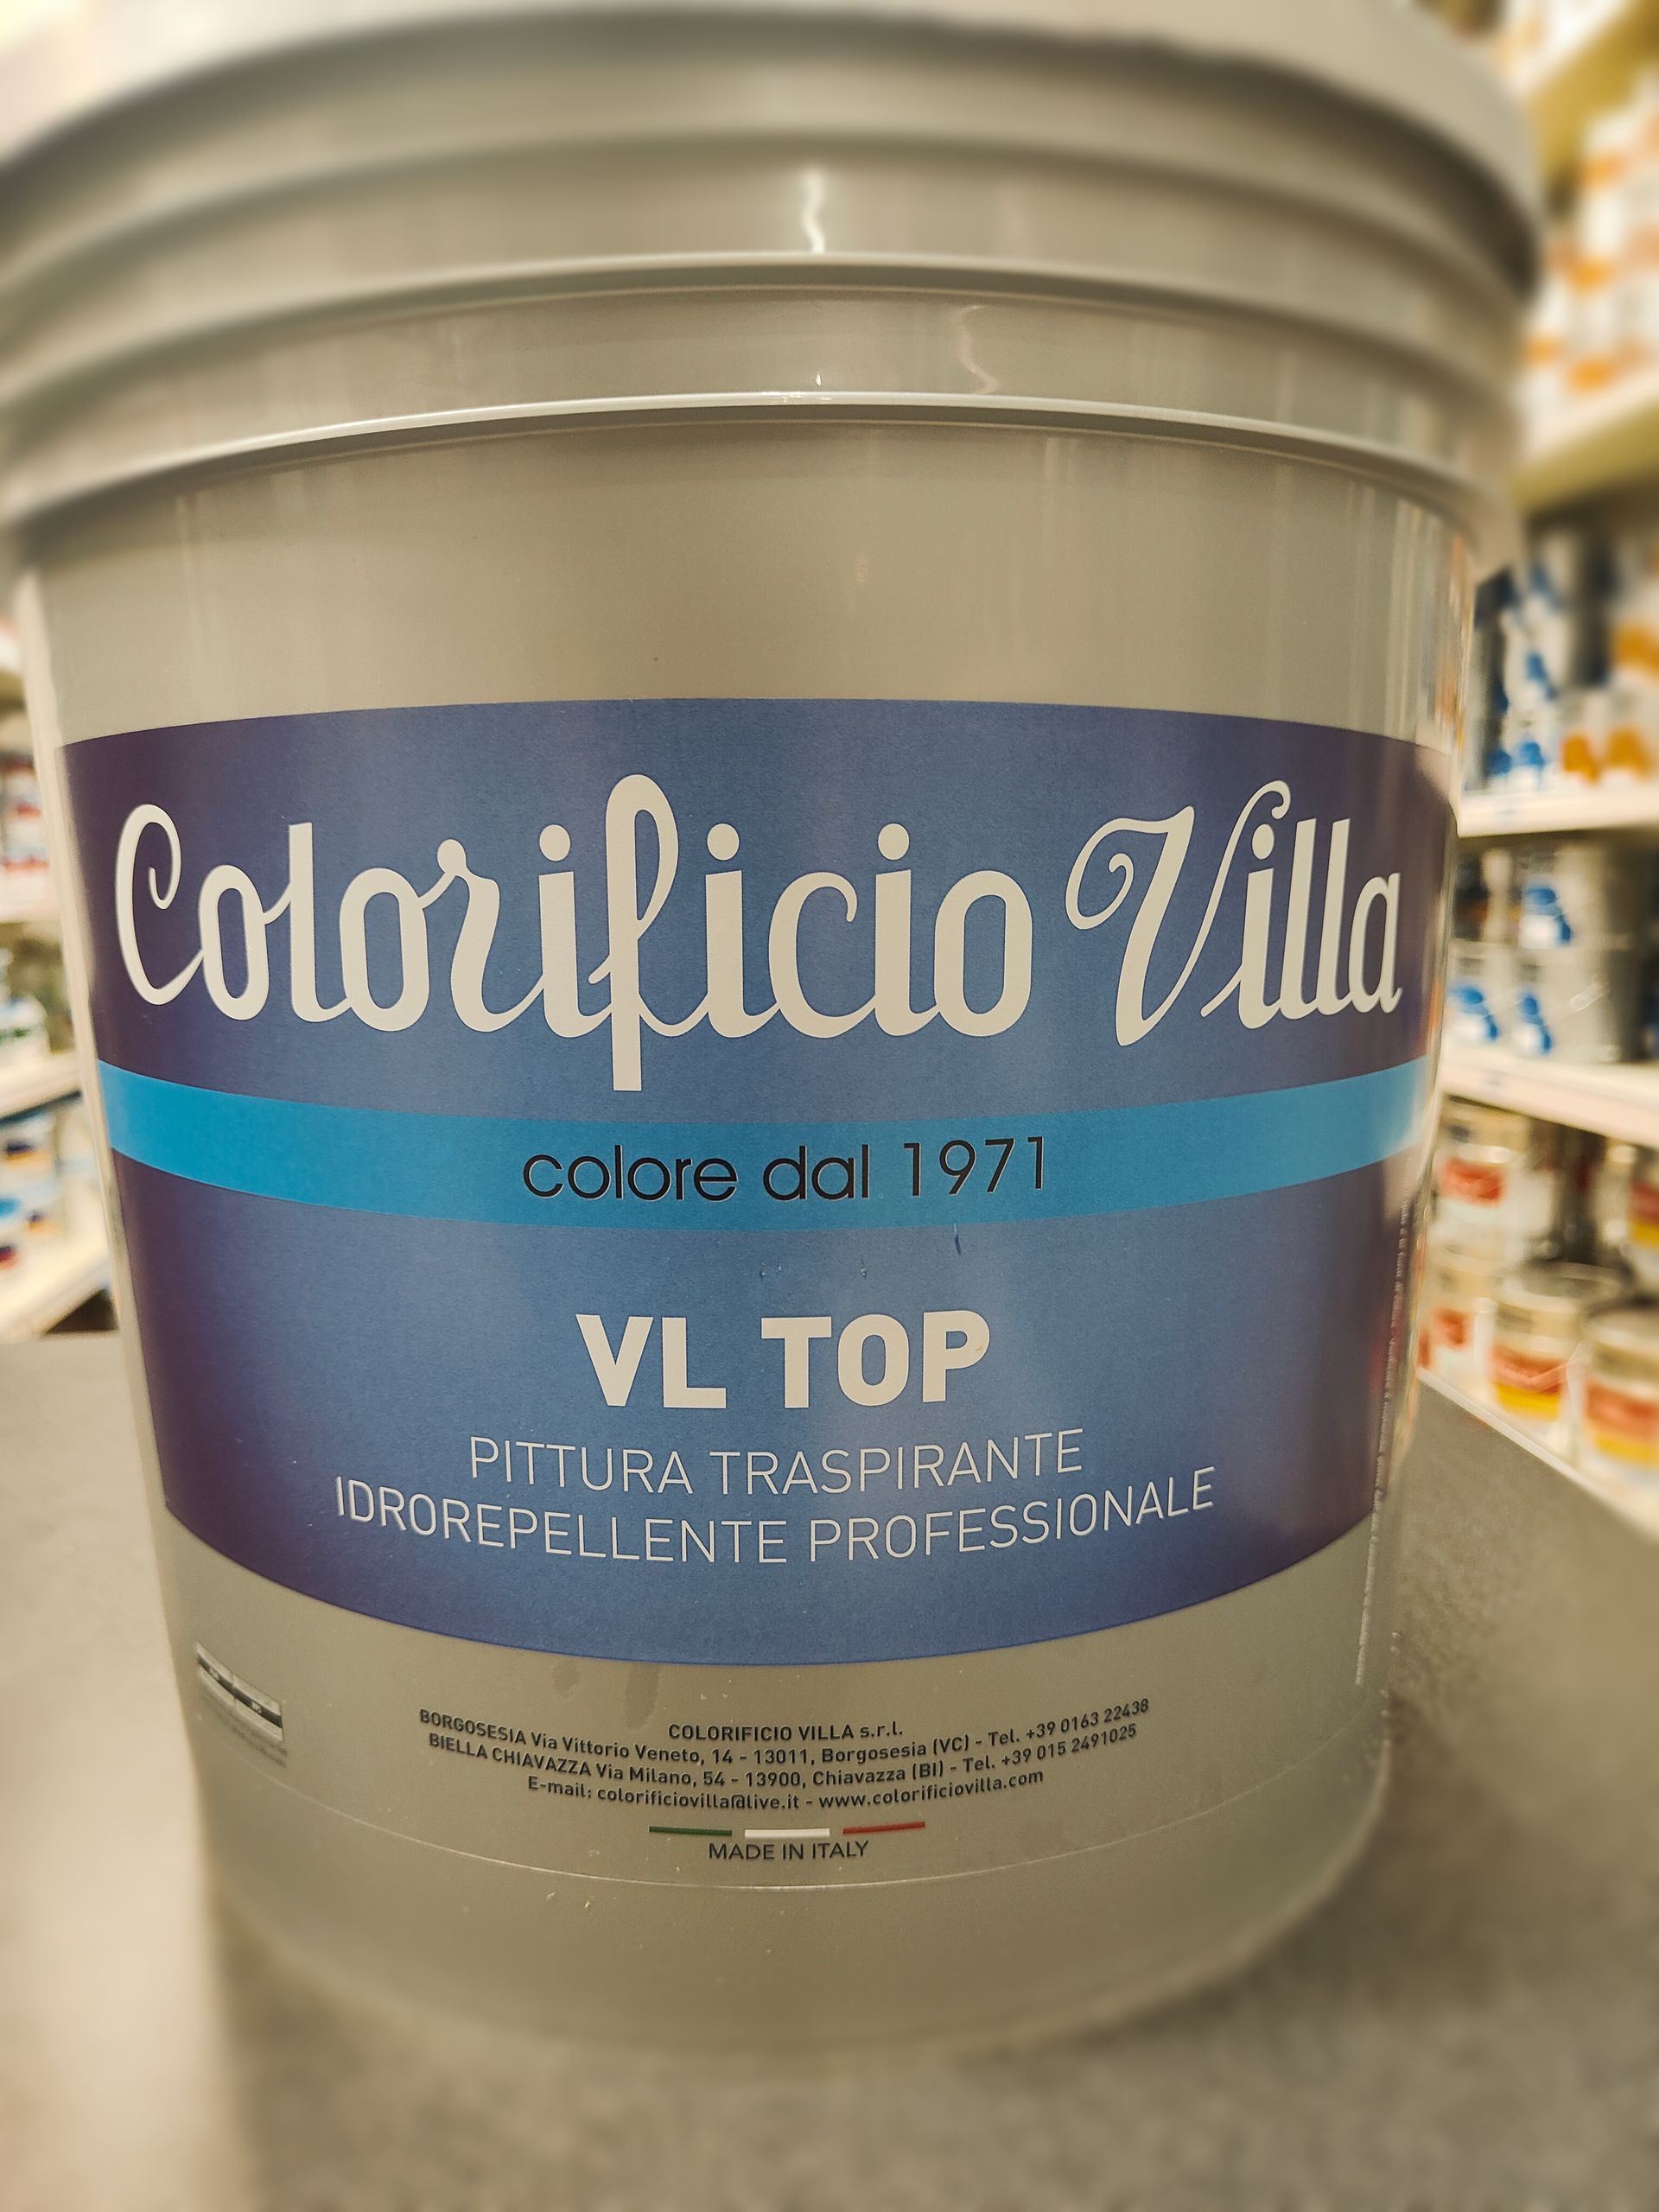 Colorificio Villa
colore dal 1971
VL TOP
PITTURA TRASPIRANTE
IDROREPELLENTE PROFESSIONALE
COLORIFICIO VILLA s.r.l.
BORGOSESIA Via Vittorio Veneto, 14 - 13011, Borgosesia (VC) - Tel. +39 0163 22438
BIELLA CHIAVAZZA Via Milano, 54 - 13900, Chiavazza (BI) - Tel. +39 015 2491025
E-mail: colorificiovilla@live.it - www.colorificiovilla.com
MADE IN ITALY